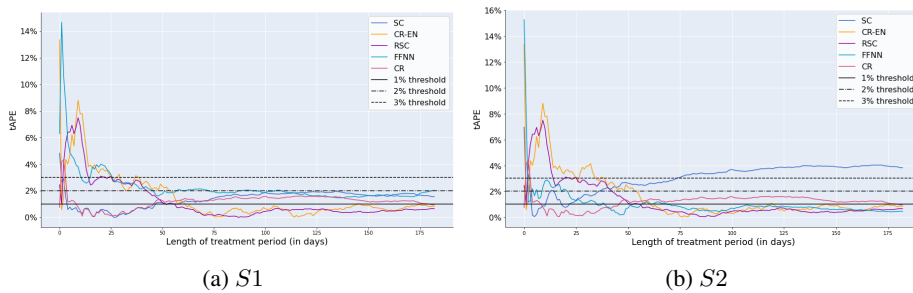 14%
12%
10%
8%
6%
4%
2%
0%
tAPE
0
25
50
75
100
125
150
175
Length of treatment period (in days)
SC
CR-EN
RSC
FFNN
CR
1% threshold
2% threshold
3% threshold
(a) S1
16%
14%
12%
10%
8%
6%
4%
2%
0%
tAPE
0
25
50
75
100
125
150
175
Length of treatment period (in days)
SC
CR-EN
RSC
FFNN
CR
1% threshold
2% threshold
3% threshold
(b) S2